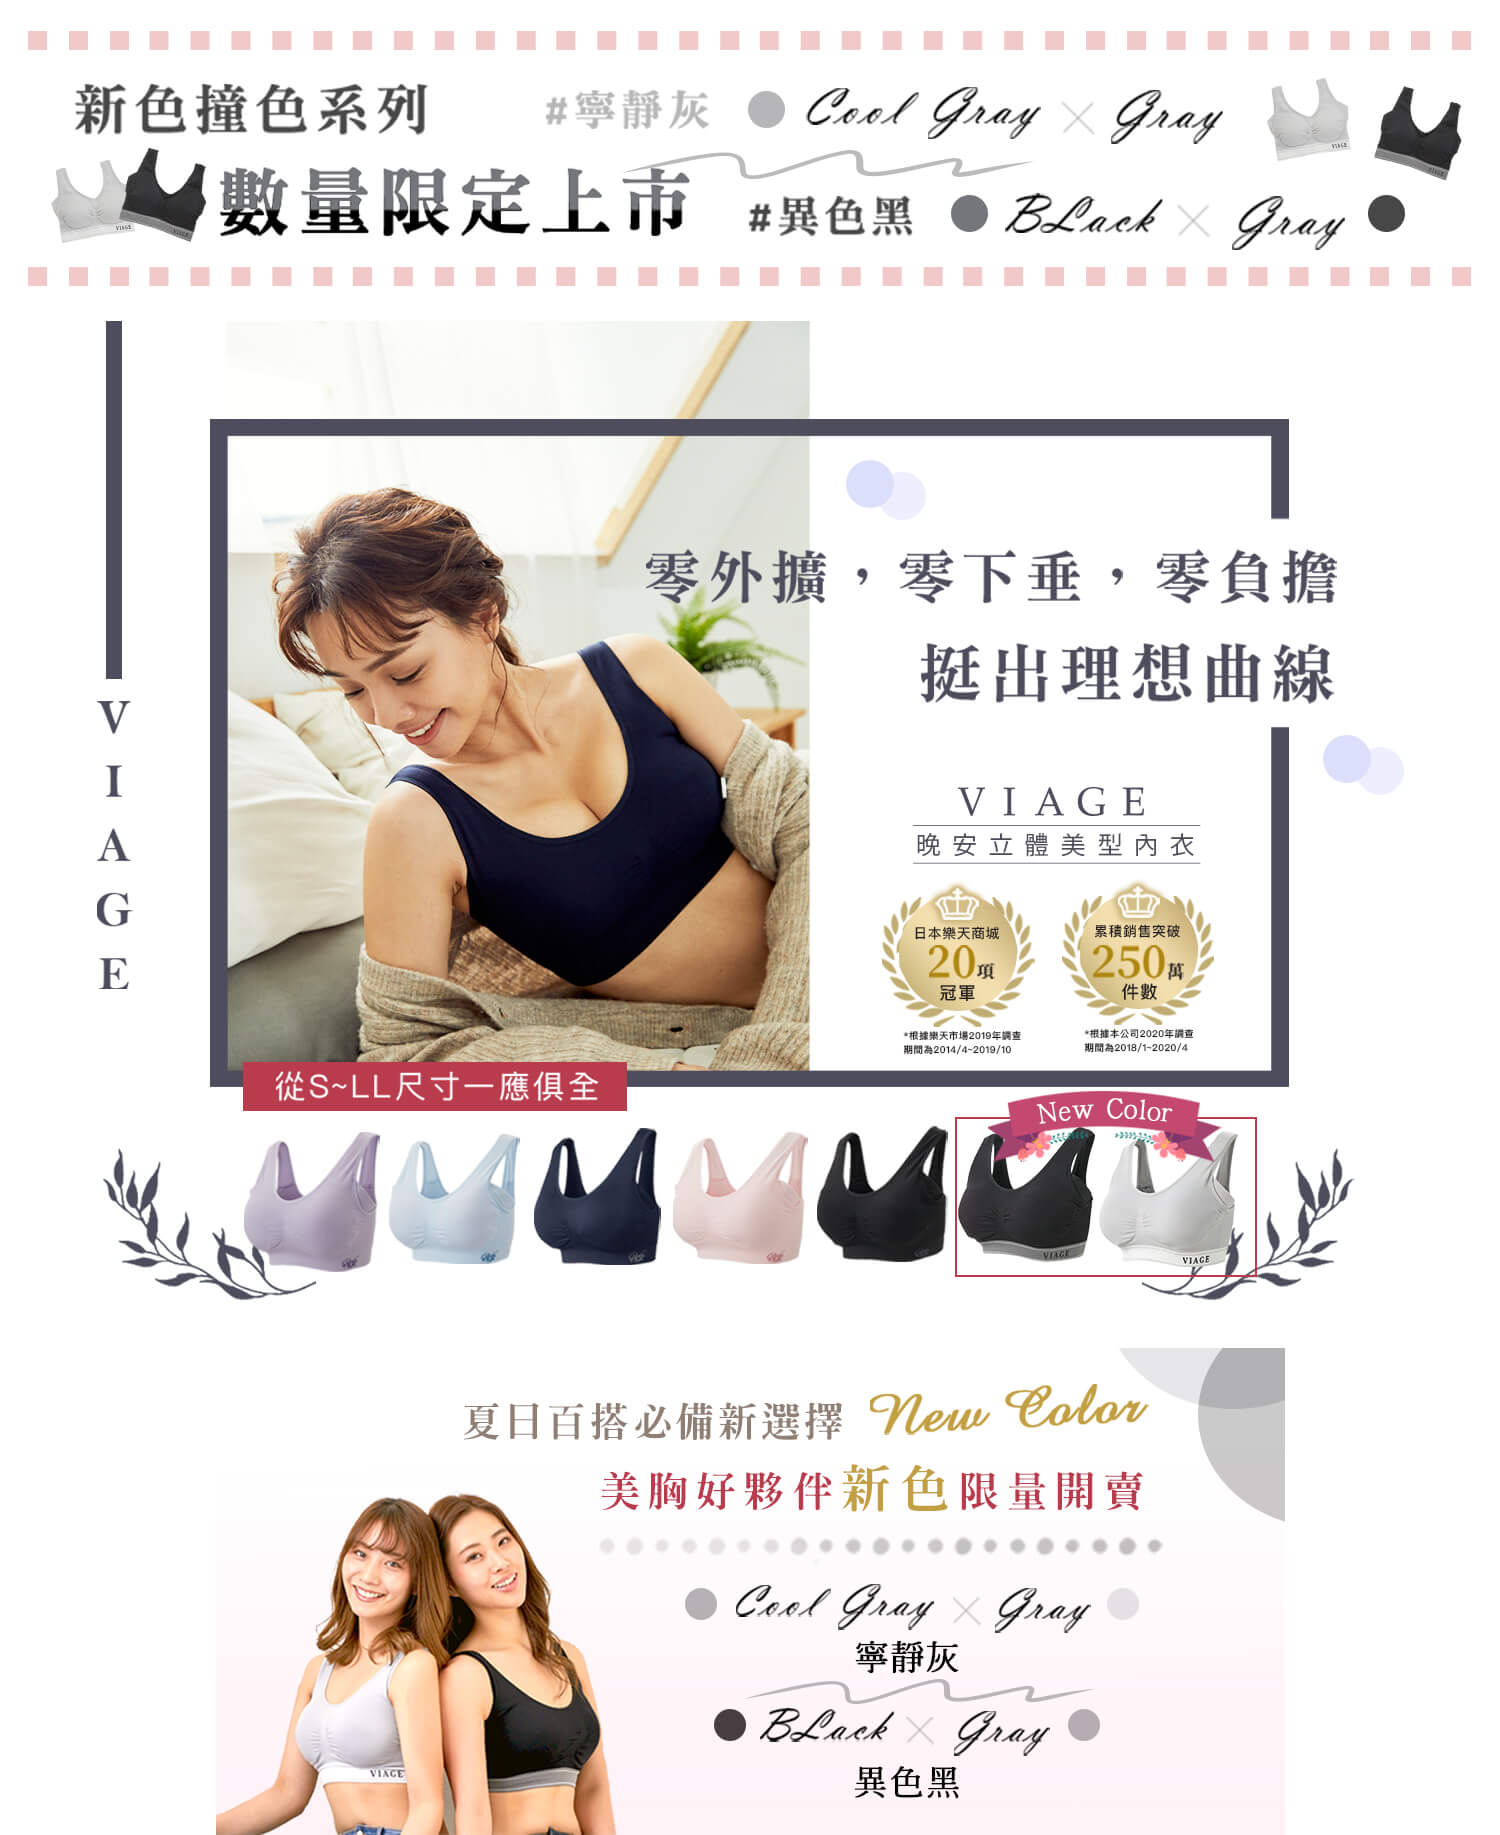 新色撞色系列
#寧靜灰
Cool Gray × Gray
VIAGE
VIAGE
數量限定上市
#異色黑
BLack × Gray
VIAGE
VIAGE
VIAGE
零外擴，零下垂，零負擔
挺出理想曲線
VIAGE
晚安立體美型內衣
日本樂天商城
20項
冠軍
*根據樂天市場2019年調查
期間為2014/4~2019/10
累積銷售突破
250萬
件數
*根據本公司2020年調查
期間為2018/1~2020/4
從S~LL尺寸一應俱全
New Color
VIAGE
VIAGE
夏日百搭必備新選擇 New Color
美胸好夥伴新色限量開賣
Cool Gray × Gray
寧靜灰
BLack × Gray
異色黑
VIAGE